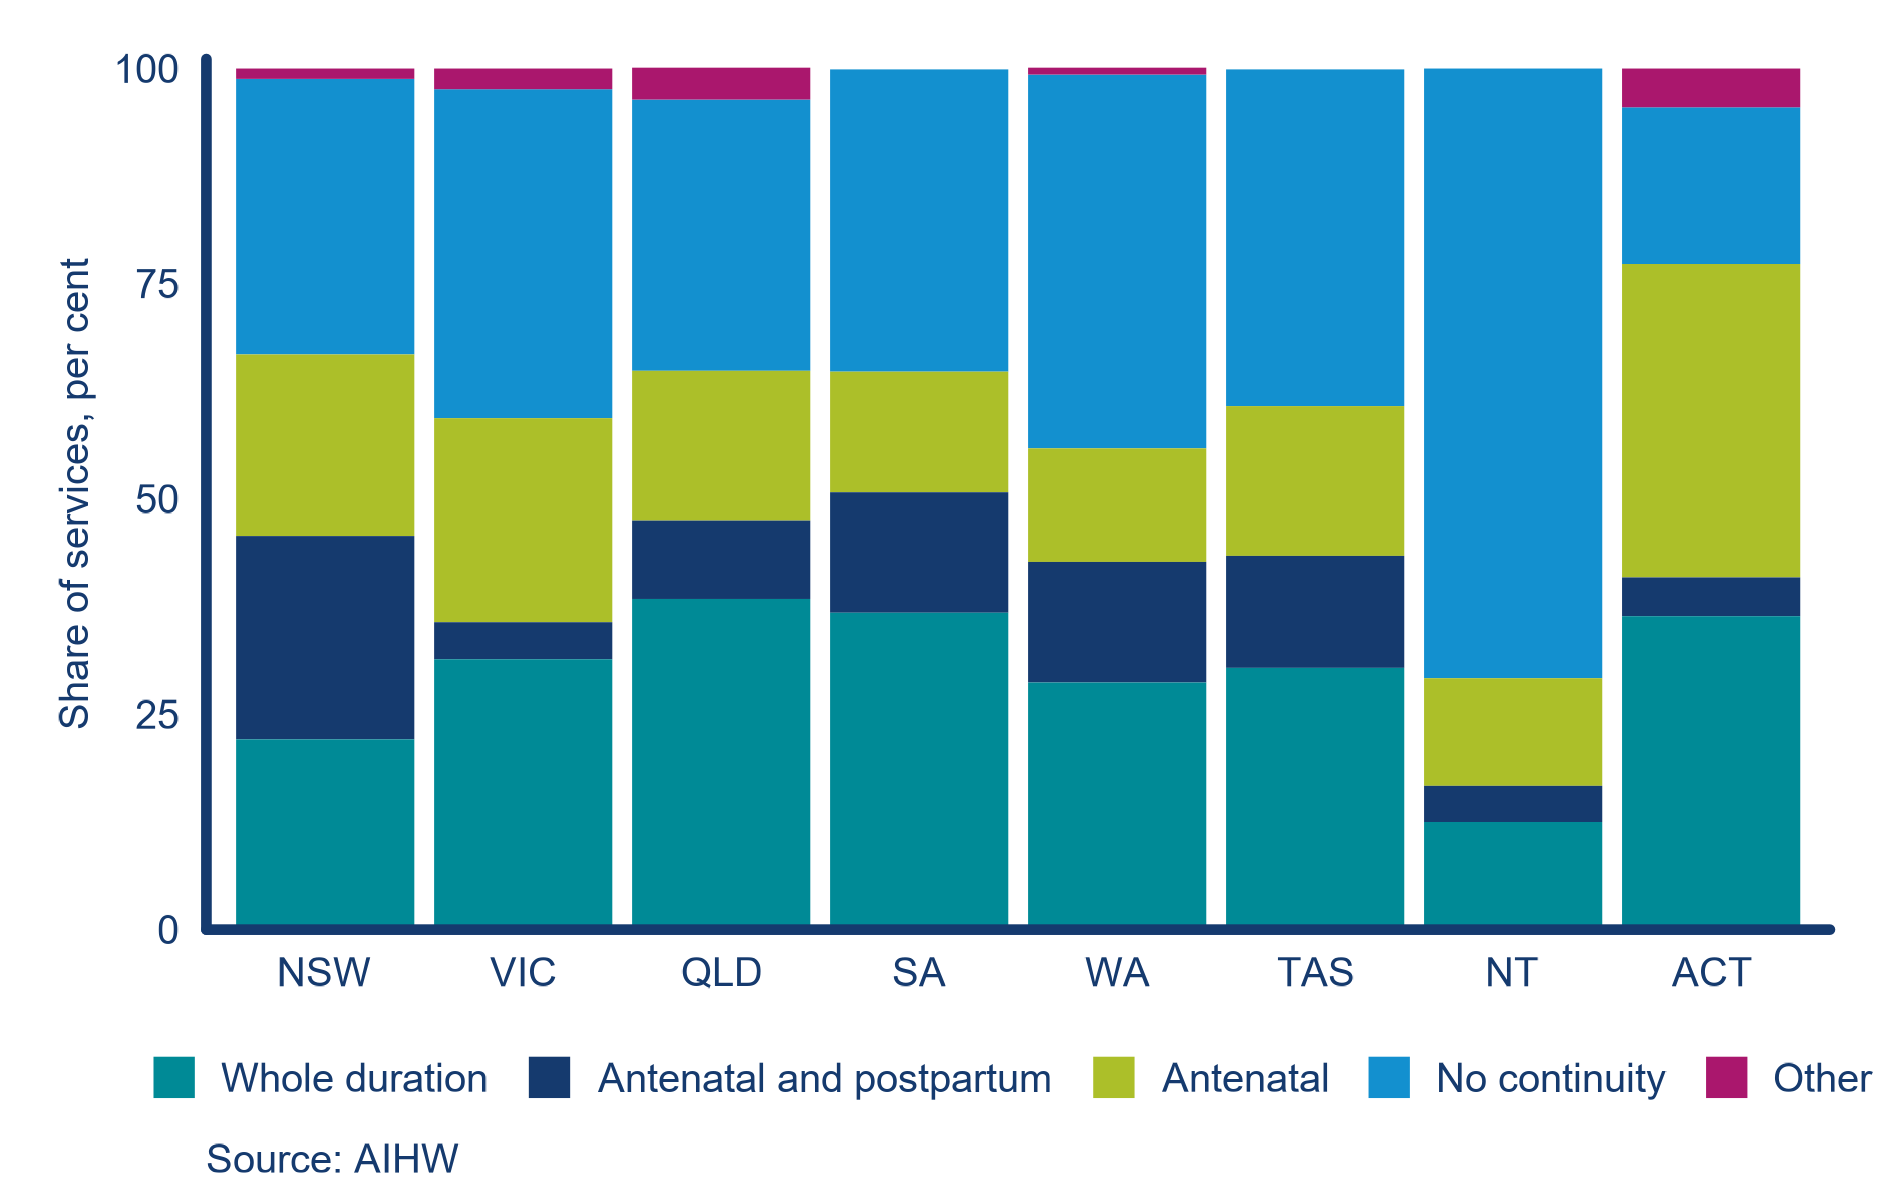 Share of services, per cent
100
75
50
25
0
NSW VIC QLD SA WA TAS NT ACT
Whole duration Antenatal and postpartum Antenatal No continuity Other
Source: AIHW